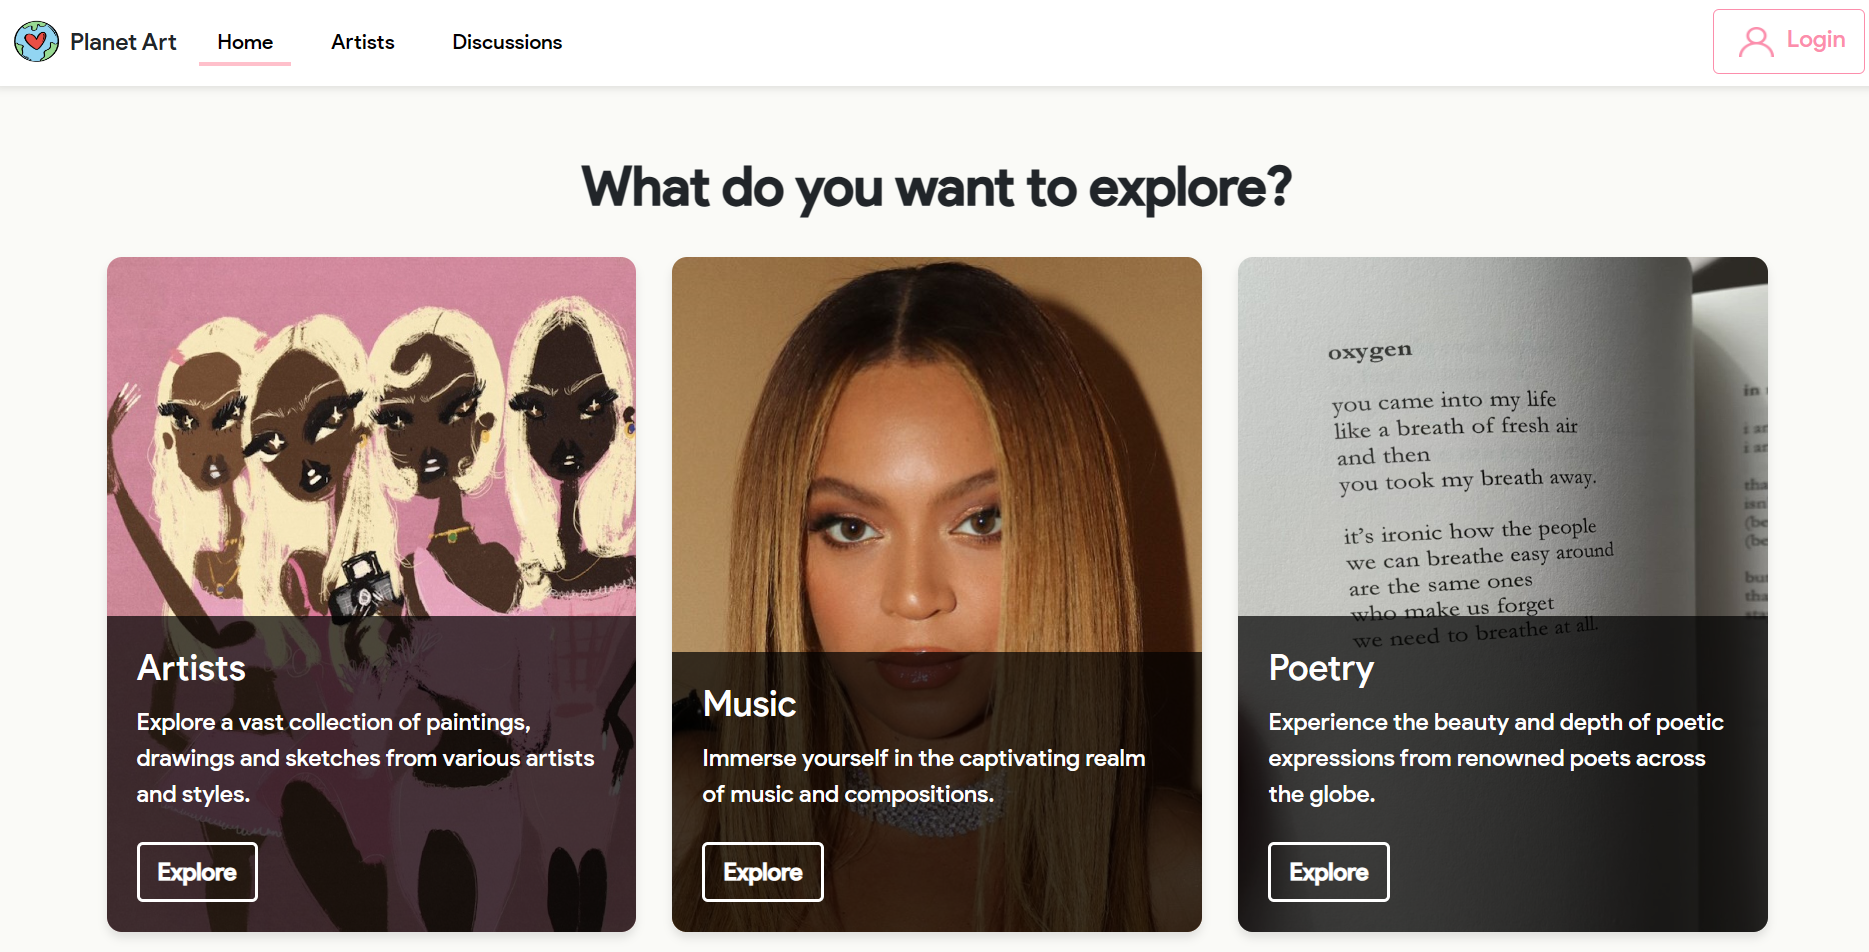 Planet Art
Home
Artists
Discussions
Login
What do you want to explore?
Artists
Explore a vast collection of paintings,
drawings and sketches from various artists
and styles.
Explore
Music
Immerse yourself in the captivating realm
of music and compositions.
Explore
oxygen
you came into my life
like a breath of fresh air
and then
you took my breath away.
it's ironic how the people
we can breathe easy around
are the same ones
who make us forget
we need to breathe at all.
in
Poetry
Experience the beauty and depth of poetic
expressions from renowned poets across
the globe.
Explore